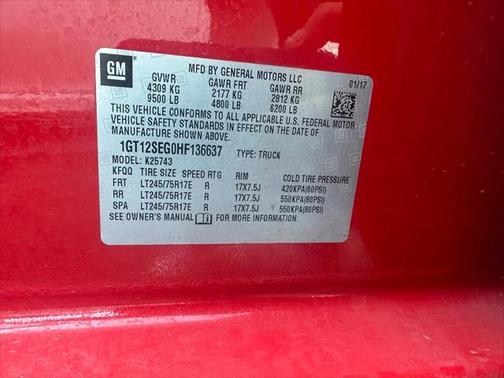 GM
MFD BY GENERAL MOTORS LLC
01/17
GVWR GAWR FRT GAWR RR
4309 KG 2177 KG 2812 KG
9500 LB 4800 LB 6200 LB
THIS VEHICLE CONFORMS TO ALL APPLICABLE U.S. FEDERAL MOTOR
VEHICLE SAFETY STANDARDS IN EFFECT ON THE DATE OF
MANUFACTURE SHOWN ABOVE.
1GT12SEG0HF136637 TYPE: TRUCK
MODEL: K25743
KFQQ TIRE SIZE SPEED RTG RIM COLD TIRE PRESSURE
FRT LT245/75R17E R 17X7.5J 420KPA(60PSI)
RR LT245/75R17E R 17X7.5J 550KPA(80PSI)
SPA LT245/75R17E R 17X7.5J 550KPA(80PSI)
SEE OWNER'S MANUAL FOR MORE INFORMATION.